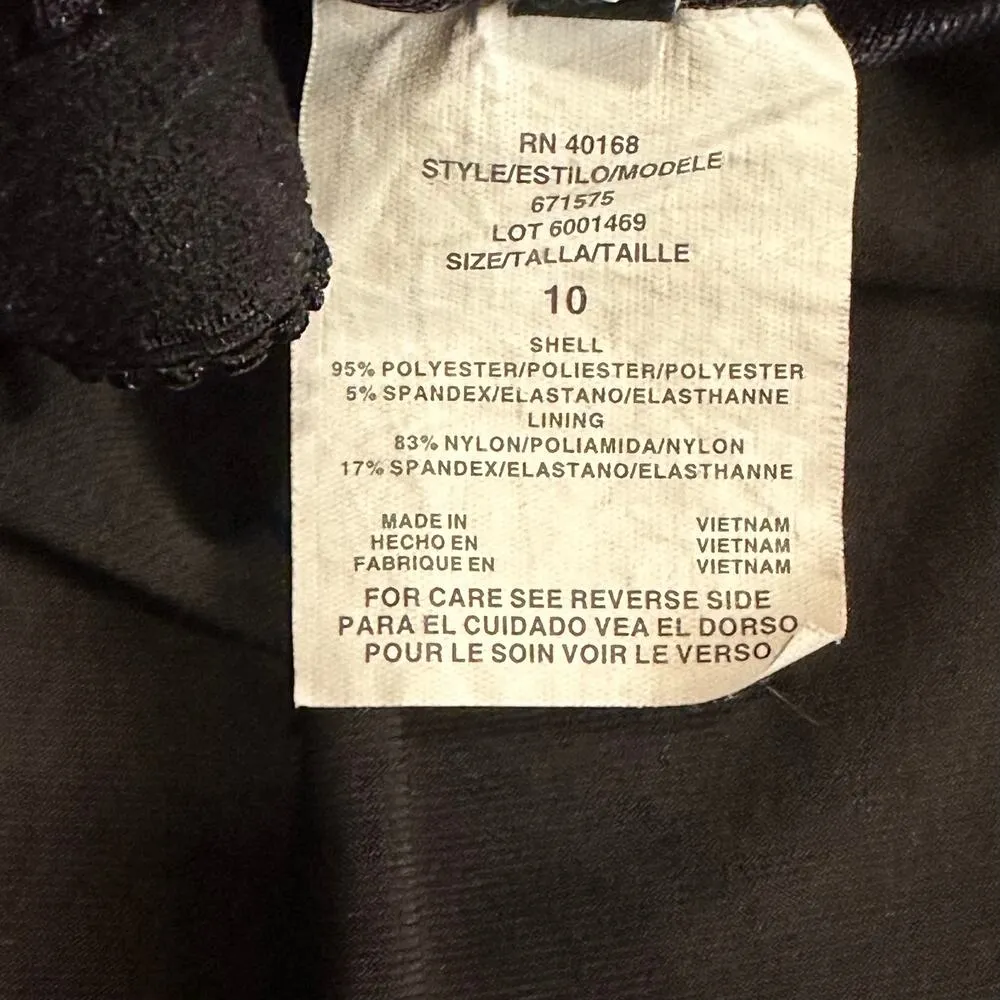 RN 40168
STYLE/ESTILO/MODELE
671575
LOT 6001469
SIZE/TALLA/TAILLE
10
SHELL
95% POLYESTER/POLIESTER/POLYESTER
5% SPANDEX/ELASTANO/ELASTHANNE
LINING
83% NYLON/POLIAMIDA/NYLON
17% SPANDEX/ELASTANO/ELASTHANNE
MADE IN VIETNAM
HECHO EN VIETNAM
FABRIQUE EN VIETNAM
FOR CARE SEE REVERSE SIDE
PARA EL CUIDADO VEA EL DORSO
POUR LE SOIN VOIR LE VERSO